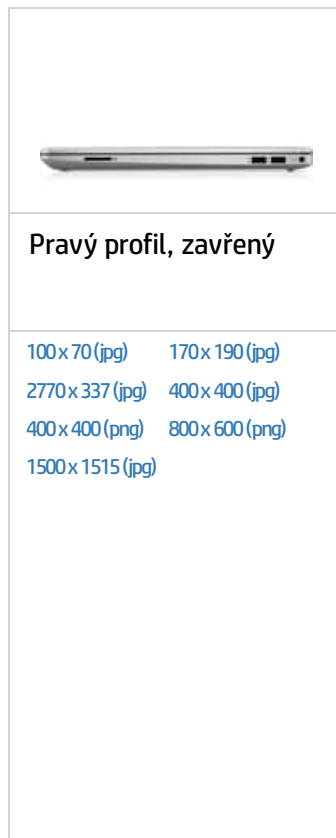 Pravý profil, zavřený
100 x 70 (jpg) 170 x 190 (jpg)
2770 x 337 (jpg) 400 x 400 (jpg)
400 x 400 (png) 800 x 600 (png)
1500 x 1515 (jpg)